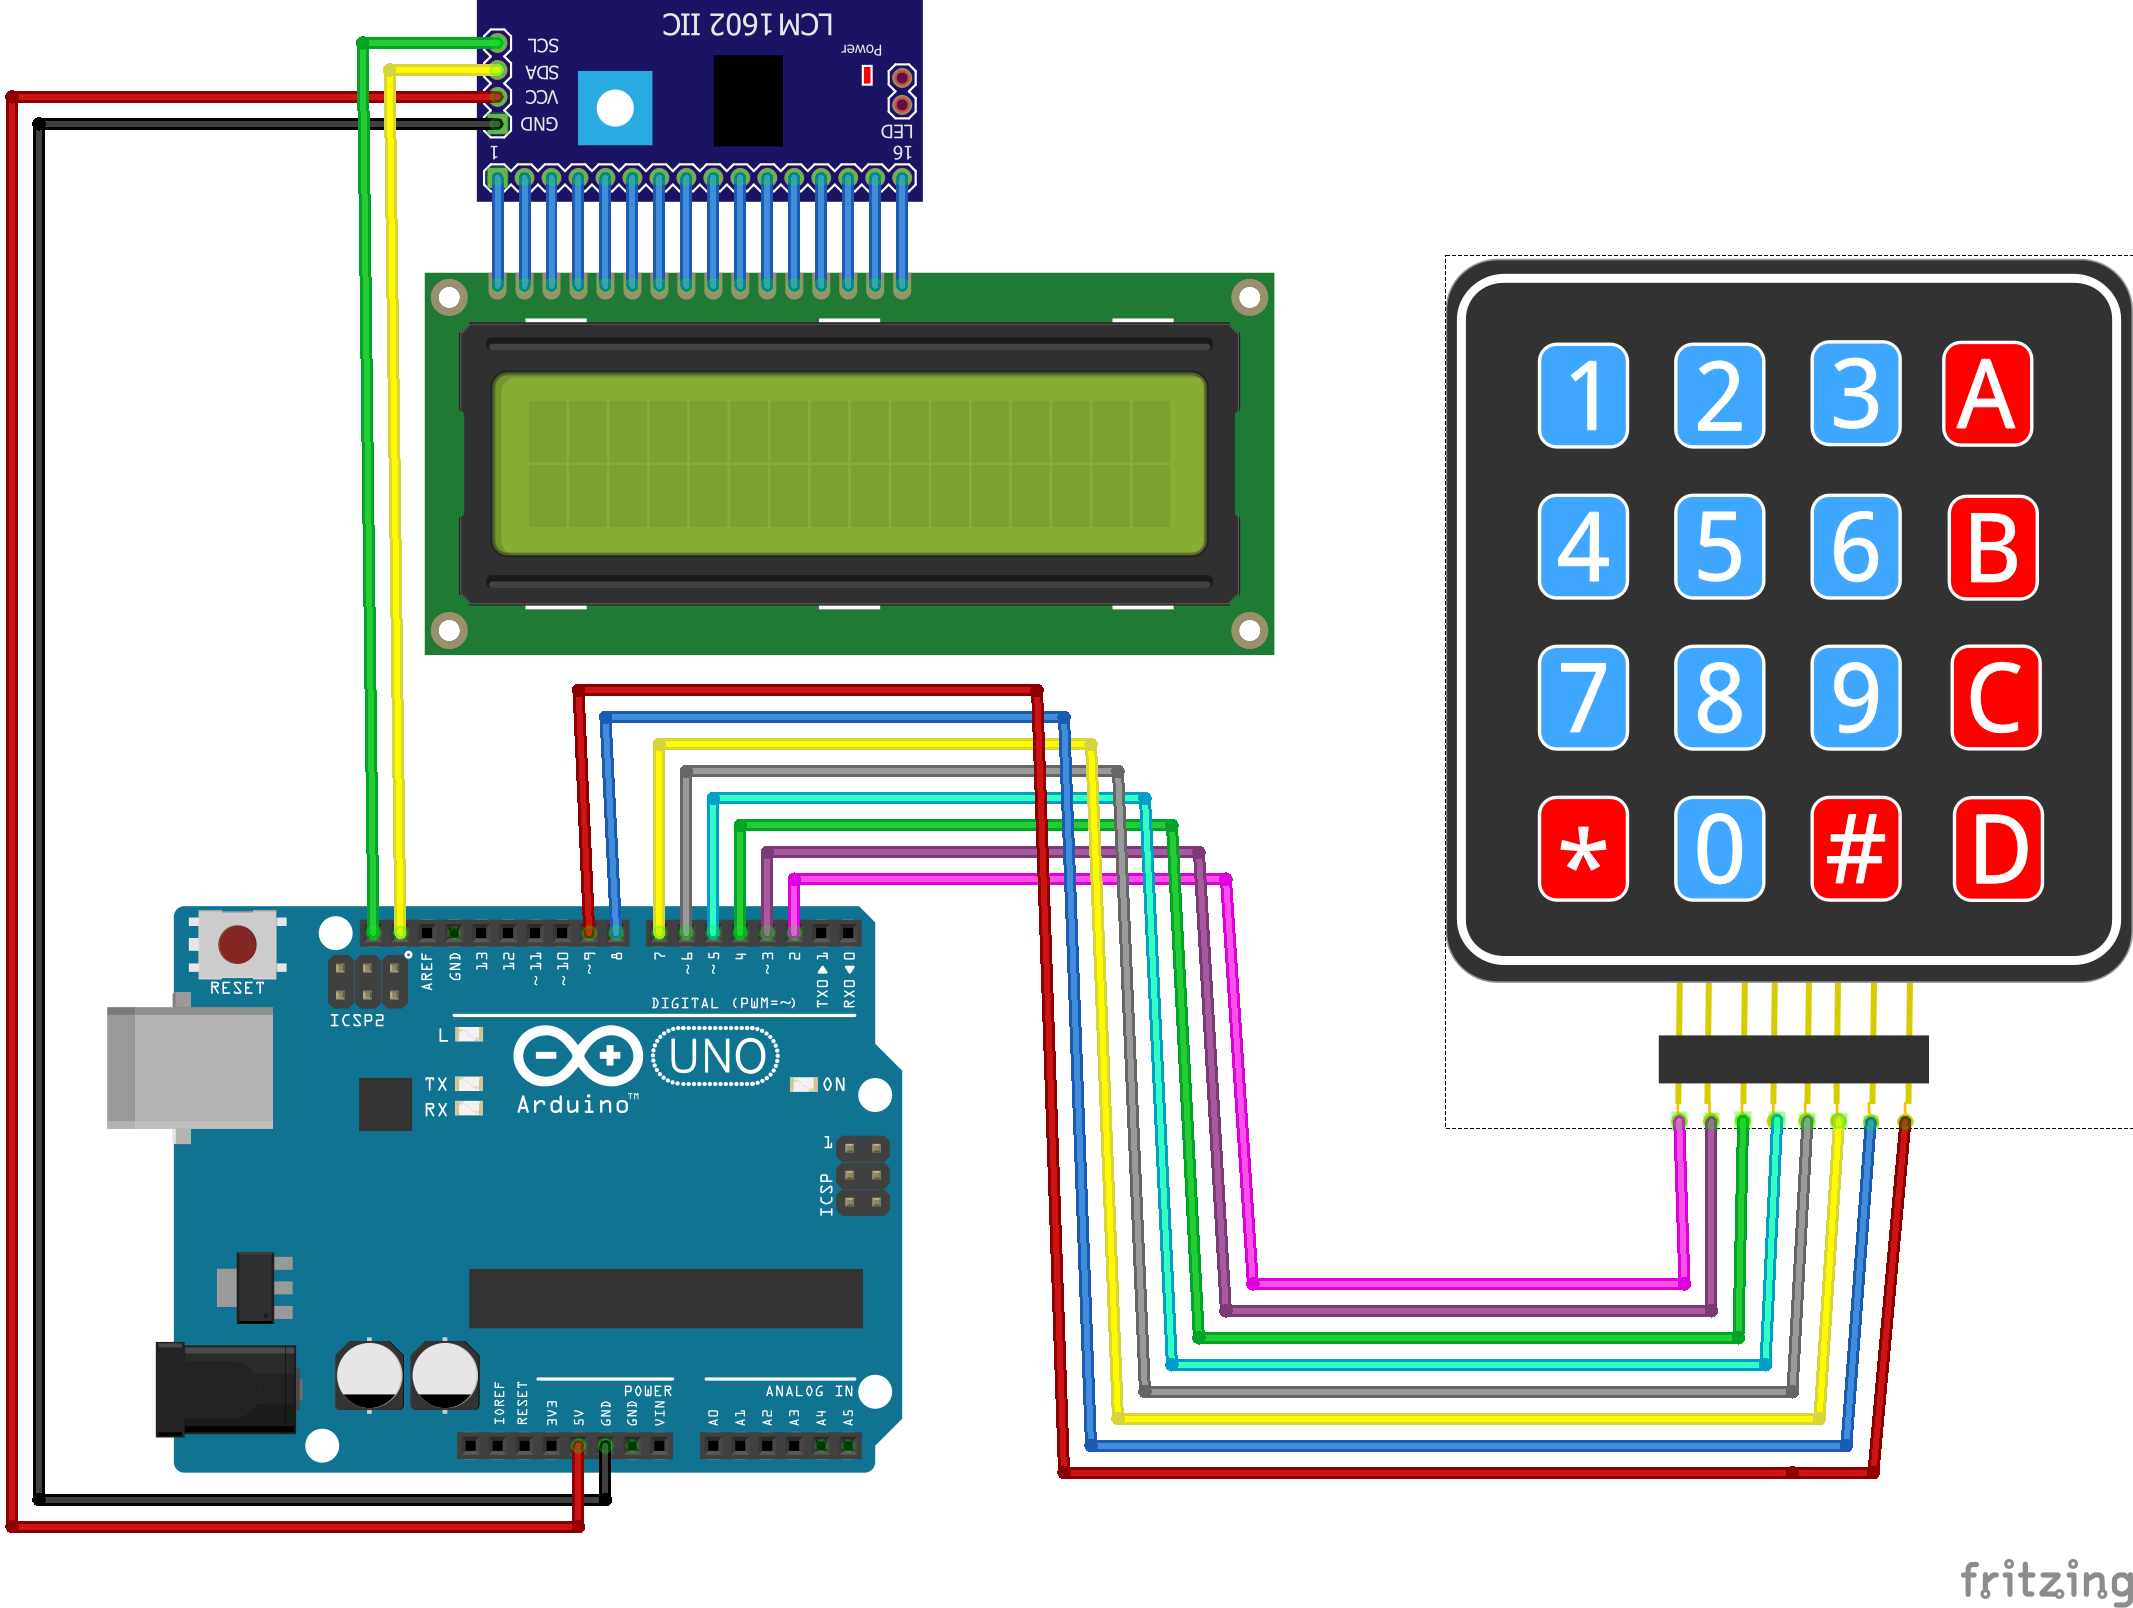 LCM1602 IIC
SCL
SDA
VCC
GND
Power
LED
1
16
1 2 3 A
4 5 6 B
7 8 9 C
* 0 # D
RESET
ICSP2
AREF
GND
13
12
~11
~10
~9
8
7
~6
~5
4
~3
2
TX0▶1
RX0◀0
DIGITAL (PWM=~)
L
TX
RX
UNO
Arduino™
ON
1
ICSP
IOREF
RESET
3V3
5V
GND
GND
VIN
POWER
ANALOG IN
A0
A1
A2
A3
A4
A5
fritzing